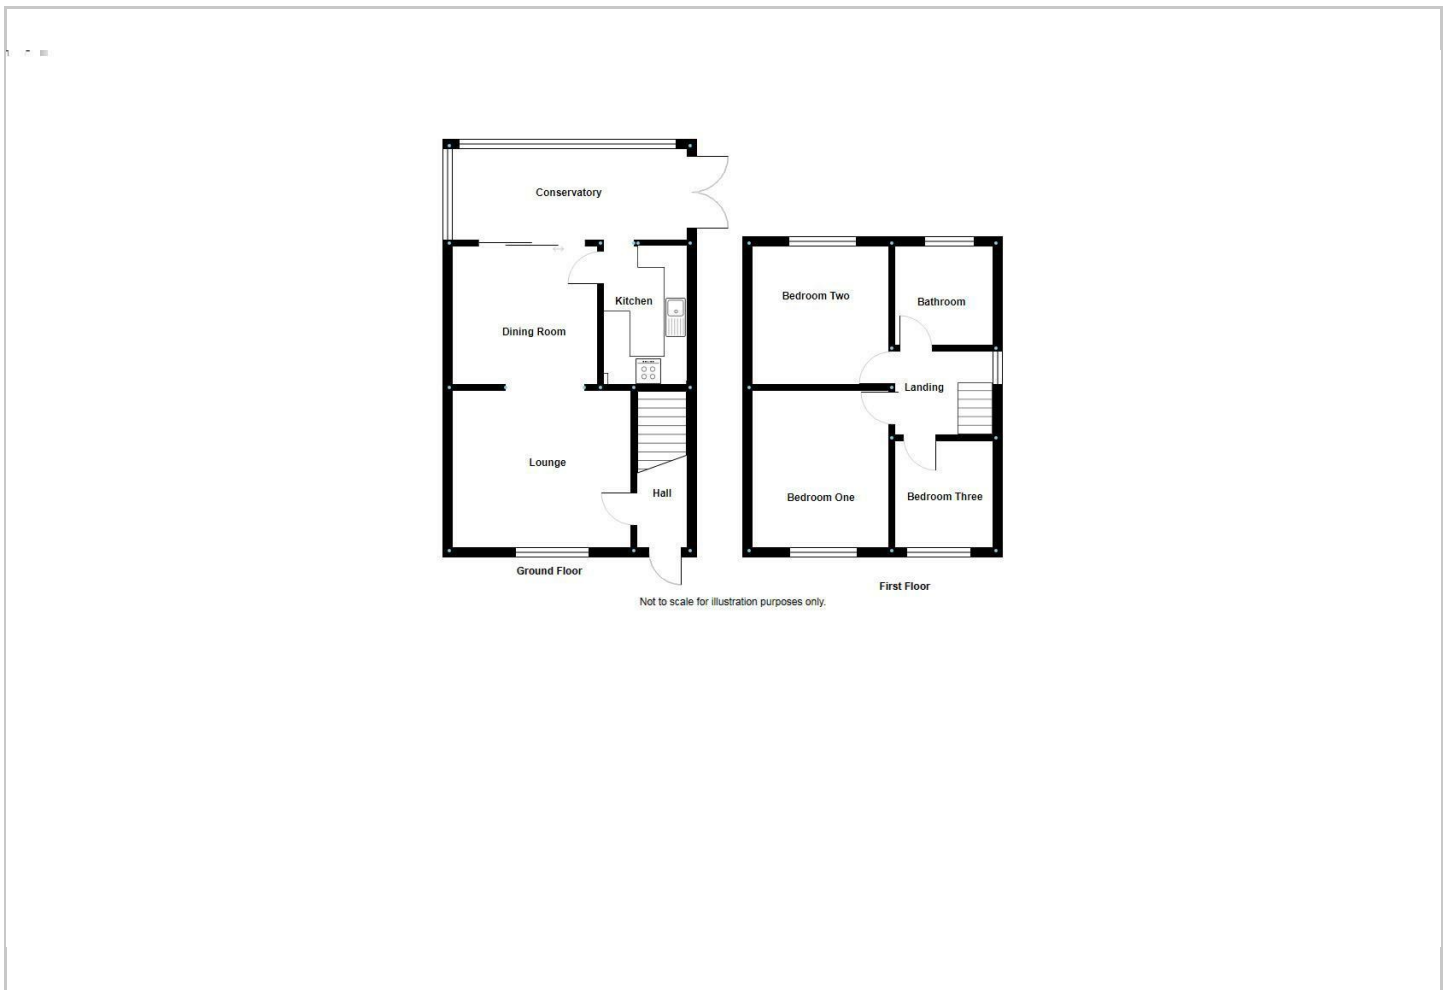 Conservatory
Kitchen
Dining Room
Lounge
Hall
Ground Floor
Bedroom Two
Bathroom
Landing
Bedroom One
Bedroom Three
First Floor
Not to scale for illustration purposes only.